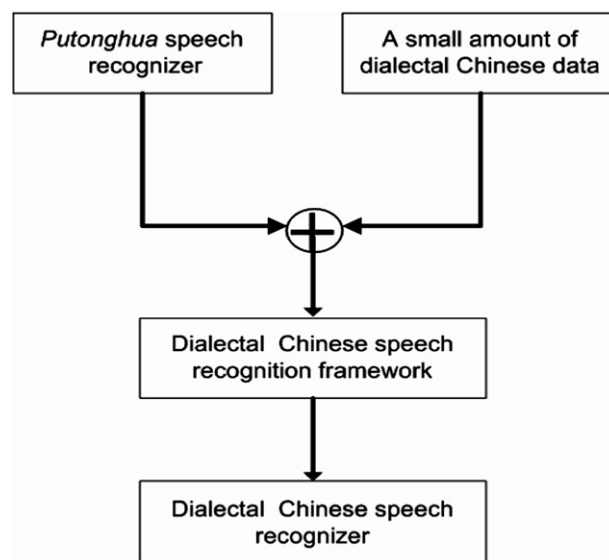 Putonghua speech
recognizer
A small amount of
dialectal Chinese data
Dialectal Chinese speech
recognition framework
Dialectal Chinese speech
recognizer